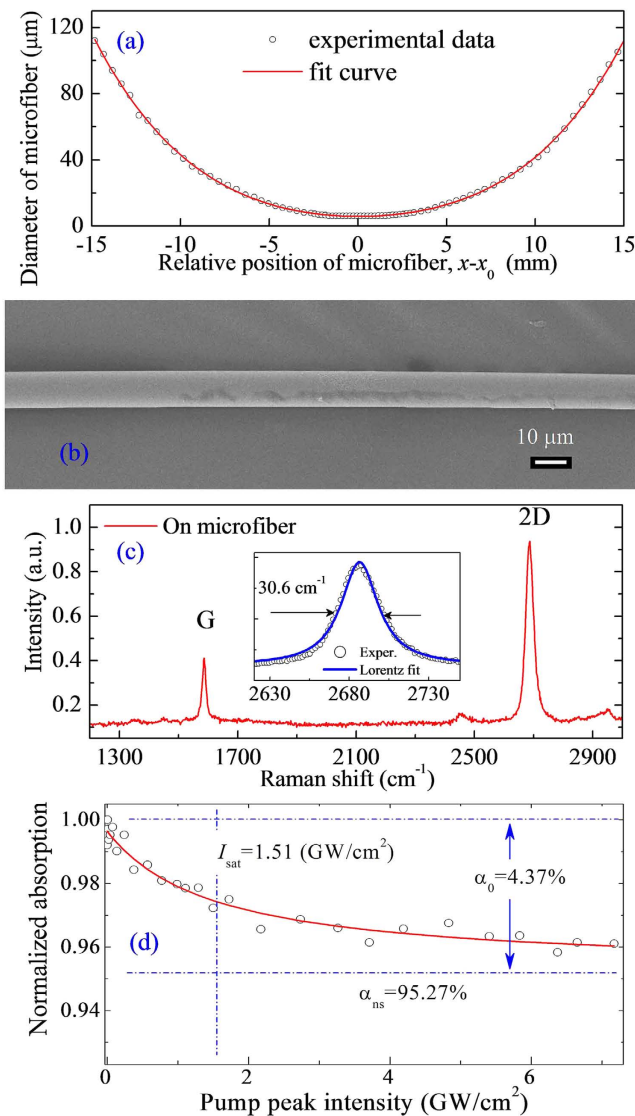 120
80
40
0
Diameter of microfiber (μm)
(a)
experimental data
fit curve
-15 -10 -5 0 5 10 15
Relative position of microfiber, x-x₀ (mm)
(b)
10 μm
1.0
0.8
0.6
0.4
0.2
Intensity (a.u.)
On microfiber
(c)
G
2D
30.6 cm⁻¹
Exper.
Lorentz fit
2630 2687 2730
1300 1700 2100 2500 2900
Raman shift (cm⁻¹)
1.00
0.98
0.96
0.94
Normalized absorption
Isat=1.51 (GW/cm²)
α₀=4.37%
(d)
αns=95.27%
0 2 4 6
Pump peak intensity (GW/cm²)